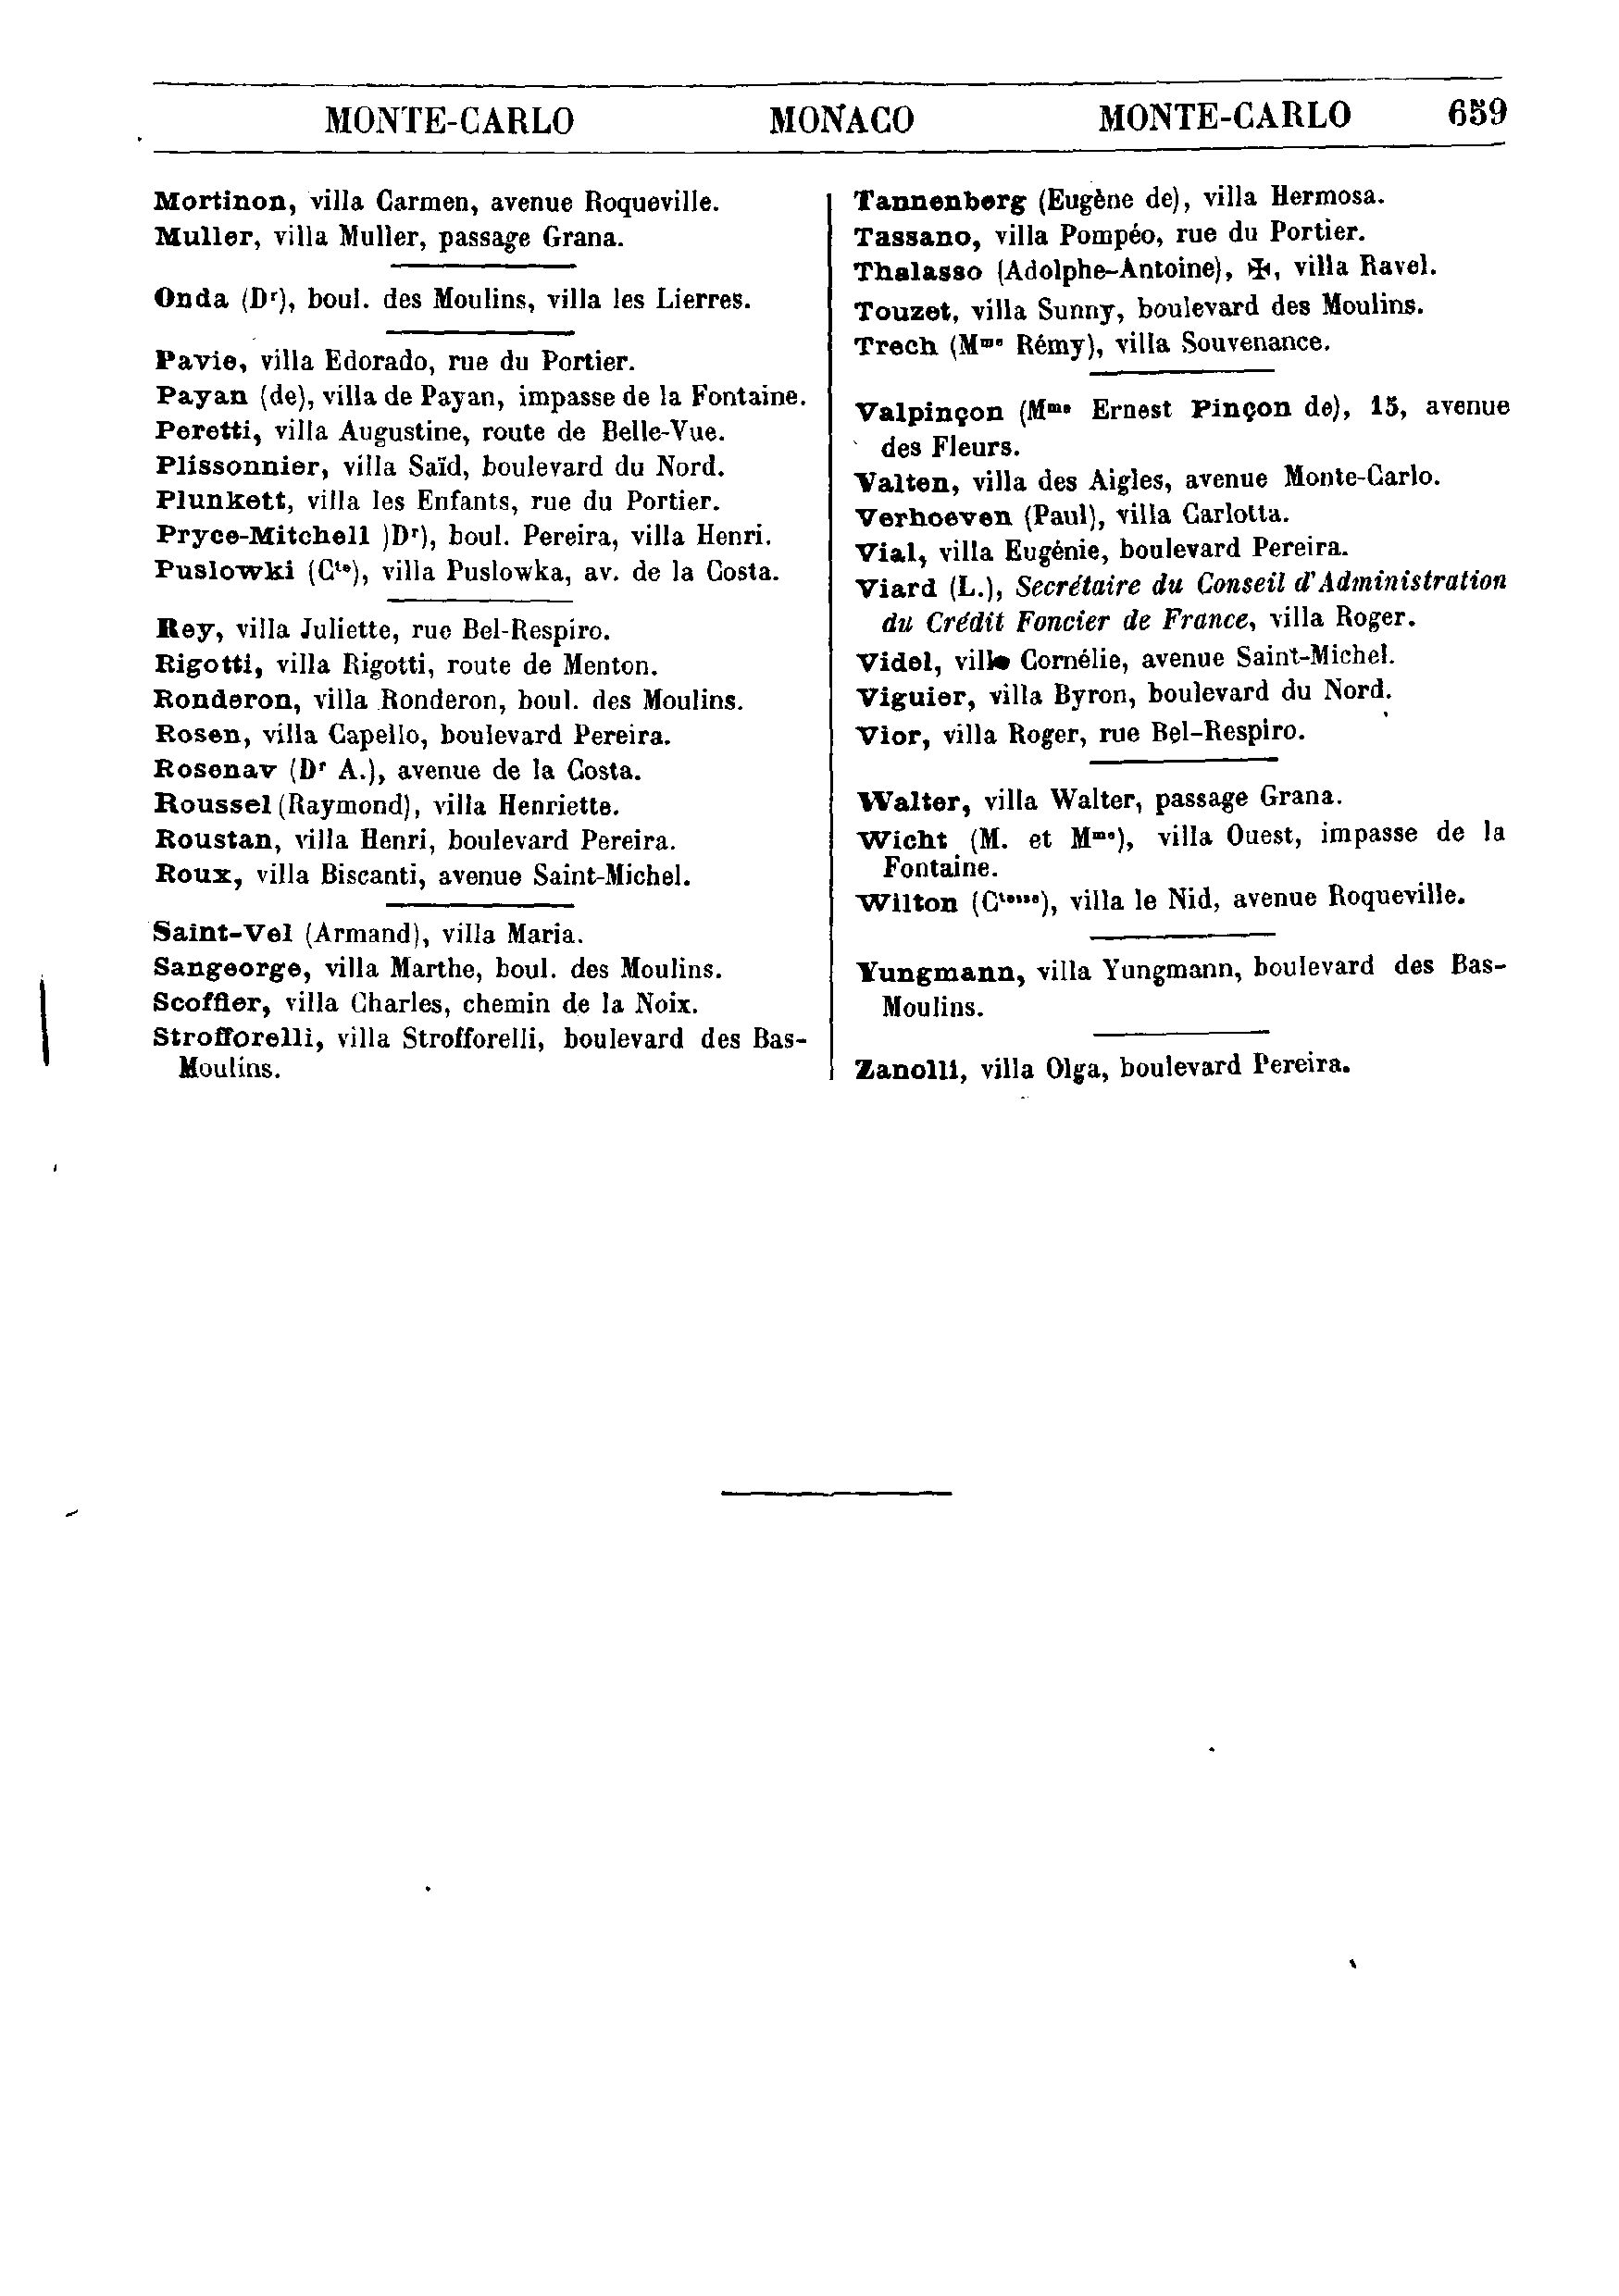 MONTE-CARLO MONACO MONTE-CARLO 659
Mortinon, villa Carmen, avenue Roqueville.
Muller, villa Muller, passage Grana.
Onda (Dr), boul. des Moulins, villa les Lierres.
Pavie, villa Edorado, rue du Portier.
Payan (de), villa de Payan, impasse de la Fontaine.
Peretti, villa Augustine, route de Belle-Vue.
Plissonnier, villa Saïd, boulevard du Nord.
Plunkett, villa les Enfants, rue du Portier.
Pryce-Mitchell )Dr), boul. Pereira, villa Henri.
Puslowki (Cte), villa Puslowka, av. de la Costa.
Rey, villa Juliette, rue Bel-Respiro.
Rigotti, villa Rigotti, route de Menton.
Ronderon, villa Ronderon, boul. des Moulins.
Rosen, villa Capello, boulevard Pereira.
Rosenav (Dr A.), avenue de la Costa.
Roussel (Raymond), villa Henriette.
Roustan, villa Henri, boulevard Pereira.
Roux, villa Biscanti, avenue Saint-Michel.
Saint-Vel (Armand), villa Maria.
Sangeorge, villa Marthe, boul. des Moulins.
Scoffier, villa Charles, chemin de la Noix.
Strofforelli, villa Strofforelli, boulevard des Bas-
Moulins.
Tannenberg (Eugène de), villa Hermosa.
Tassano, villa Pompéo, rue du Portier.
Thalasso (Adolphe-Antoine), ✠, villa Ravel.
Touzet, villa Sunny, boulevard des Moulins.
Trech (Mme Rémy), villa Souvenance.
Valpinçon (Mme Ernest Pinçon de), 15, avenue
des Fleurs.
Valten, villa des Aigles, avenue Monte-Carlo.
Verhoeven (Paul), villa Carlotta.
Vial, villa Eugénie, boulevard Pereira.
Viard (L.), Secrétaire du Conseil d'Administration
du Crédit Foncier de France, villa Roger.
Videl, villa Cornélie, avenue Saint-Michel.
Viguier, villa Byron, boulevard du Nord.
Vior, villa Roger, rue Bel-Respiro.
Walter, villa Walter, passage Grana.
Wicht (M. et Mme), villa Ouest, impasse de la
Fontaine.
Wilton (Ctesse), villa le Nid, avenue Roqueville.
Yungmann, villa Yungmann, boulevard des Bas-
Moulins.
Zanolli, villa Olga, boulevard Pereira.